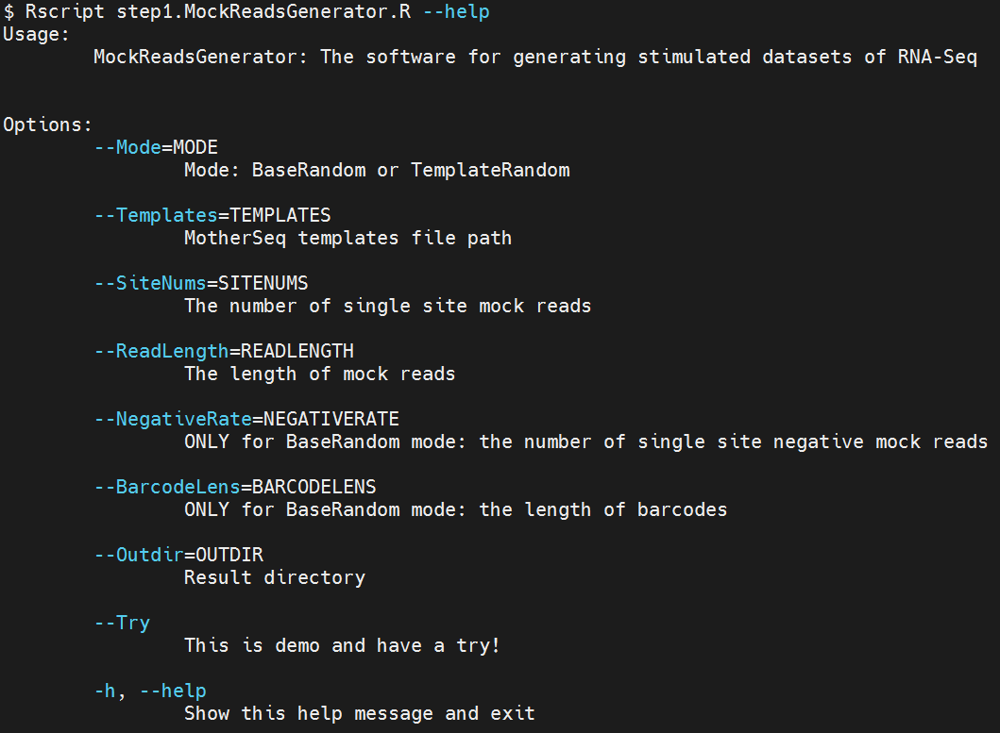 $ Rscript step1.MockReadsGenerator.R --help
Usage:
MockReadsGenerator: The software for generating stimulated datasets of RNA-Seq
Options:
--Mode=MODE
Mode: BaseRandom or TemplateRandom
--Templates=TEMPLATES
MotherSeq templates file path
--SiteNums=SITENUMS
The number of single site mock reads
--ReadLength=READLENGTH
The length of mock reads
--NegativeRate=NEGATIVERATE
ONLY for BaseRandom mode: the number of single site negative mock reads
--BarcodeLens=BARCODELENS
ONLY for BaseRandom mode: the length of barcodes
--Outdir=OUTDIR
Result directory
--Try
This is demo and have a try!
-h, --help
Show this help message and exit